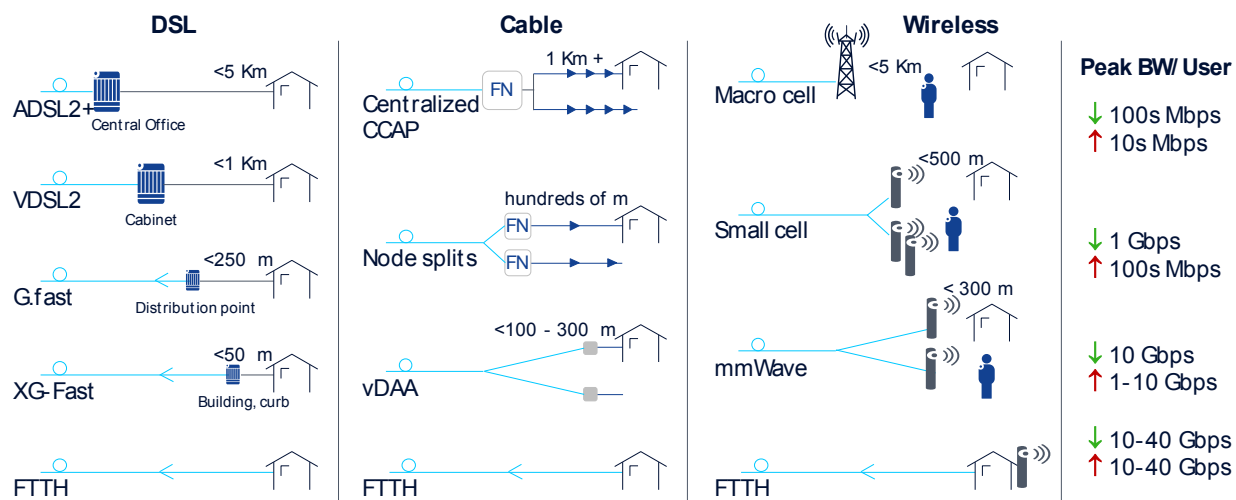 DSL
Cable
Wireless
Peak BW/ User
<5 Km
ADSL2+
Central Office
<1 Km
VDSL2
Cabinet
<250 m
G.fast
Distribution point
<50 m
XG-Fast
Building, curb
FTTH
1 Km +
FN
Centralized
CCAP
hundreds of m
FN
Node splits
FN
<100 - 300 m
vDAA
FTTH
<5 Km
Macro cell
<500 m
Small cell
< 300 m
mmWave
FTTH
↓ 100s Mbps
↑ 10s Mbps
↓ 1 Gbps
↑ 100s Mbps
↓ 10 Gbps
↑ 1-10 Gbps
↓ 10-40 Gbps
↑ 10-40 Gbps